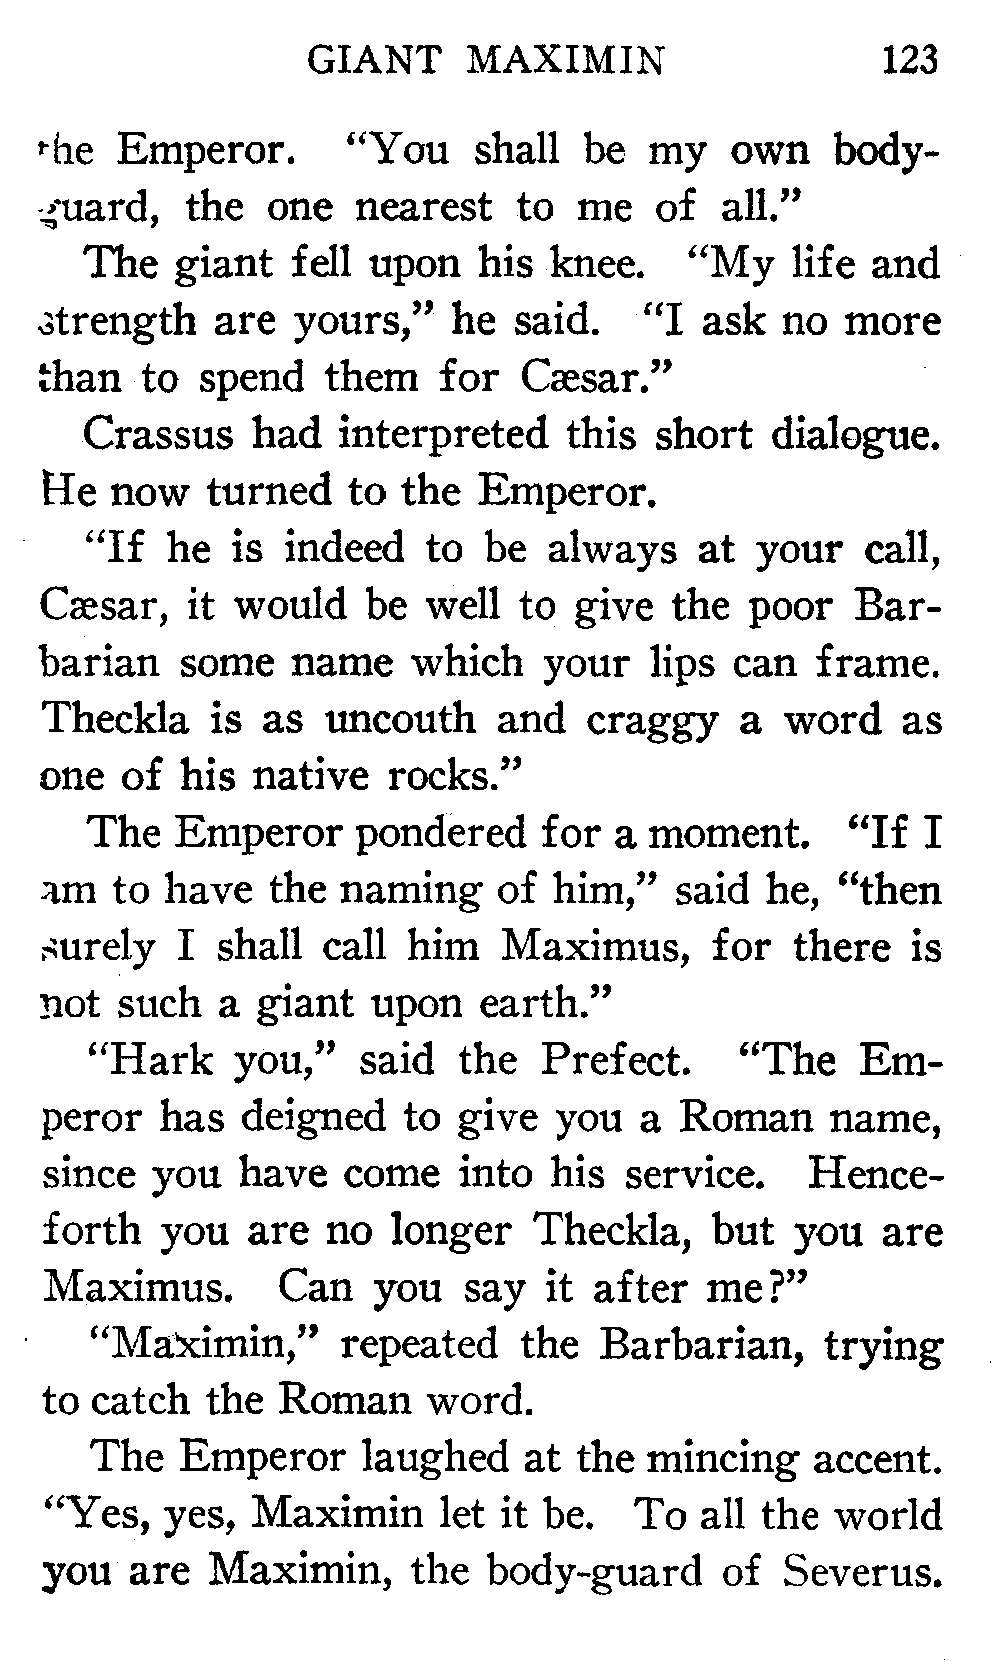 GIANT MAXIMIN 123
the Emperor. “You shall be my own body-
guard, the one nearest to me of all.”
The giant fell upon his knee. “My life and
strength are yours,” he said. “I ask no more
than to spend them for Cæsar.”
Crassus had interpreted this short dialogue.
He now turned to the Emperor.
“If he is indeed to be always at your call,
Cæsar, it would be well to give the poor Bar-
barian some name which your lips can frame.
Theckla is as uncouth and craggy a word as
one of his native rocks.”
The Emperor pondered for a moment. “If I
am to have the naming of him,” said he, “then
surely I shall call him Maximus, for there is
not such a giant upon earth.”
“Hark you,” said the Prefect. “The Em-
peror has deigned to give you a Roman name,
since you have come into his service. Hence-
forth you are no longer Theckla, but you are
Maximus. Can you say it after me?”
“Maximin,” repeated the Barbarian, trying
to catch the Roman word.
The Emperor laughed at the mincing accent.
“Yes, yes, Maximin let it be. To all the world
you are Maximin, the body-guard of Severus.